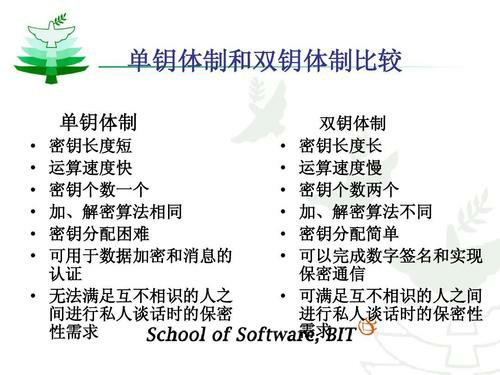 单钥体制和双钥体制比较
单钥体制
• 密钥长度短
• 运算速度快
• 密钥个数一个
• 加、解密算法相同
• 密钥分配困难
• 可用于数据加密和消息的
认证
• 无法满足互不相识的人之
间进行私人谈话时的保密
性需求
双钥体制
• 密钥长度长
• 运算速度慢
• 密钥个数两个
• 加、解密算法不同
• 密钥分配简单
• 可以完成数字签名和实现
保密通信
• 可满足互不相识的人之间
进行私人谈话时的保密性
需求
School of Software, BIT